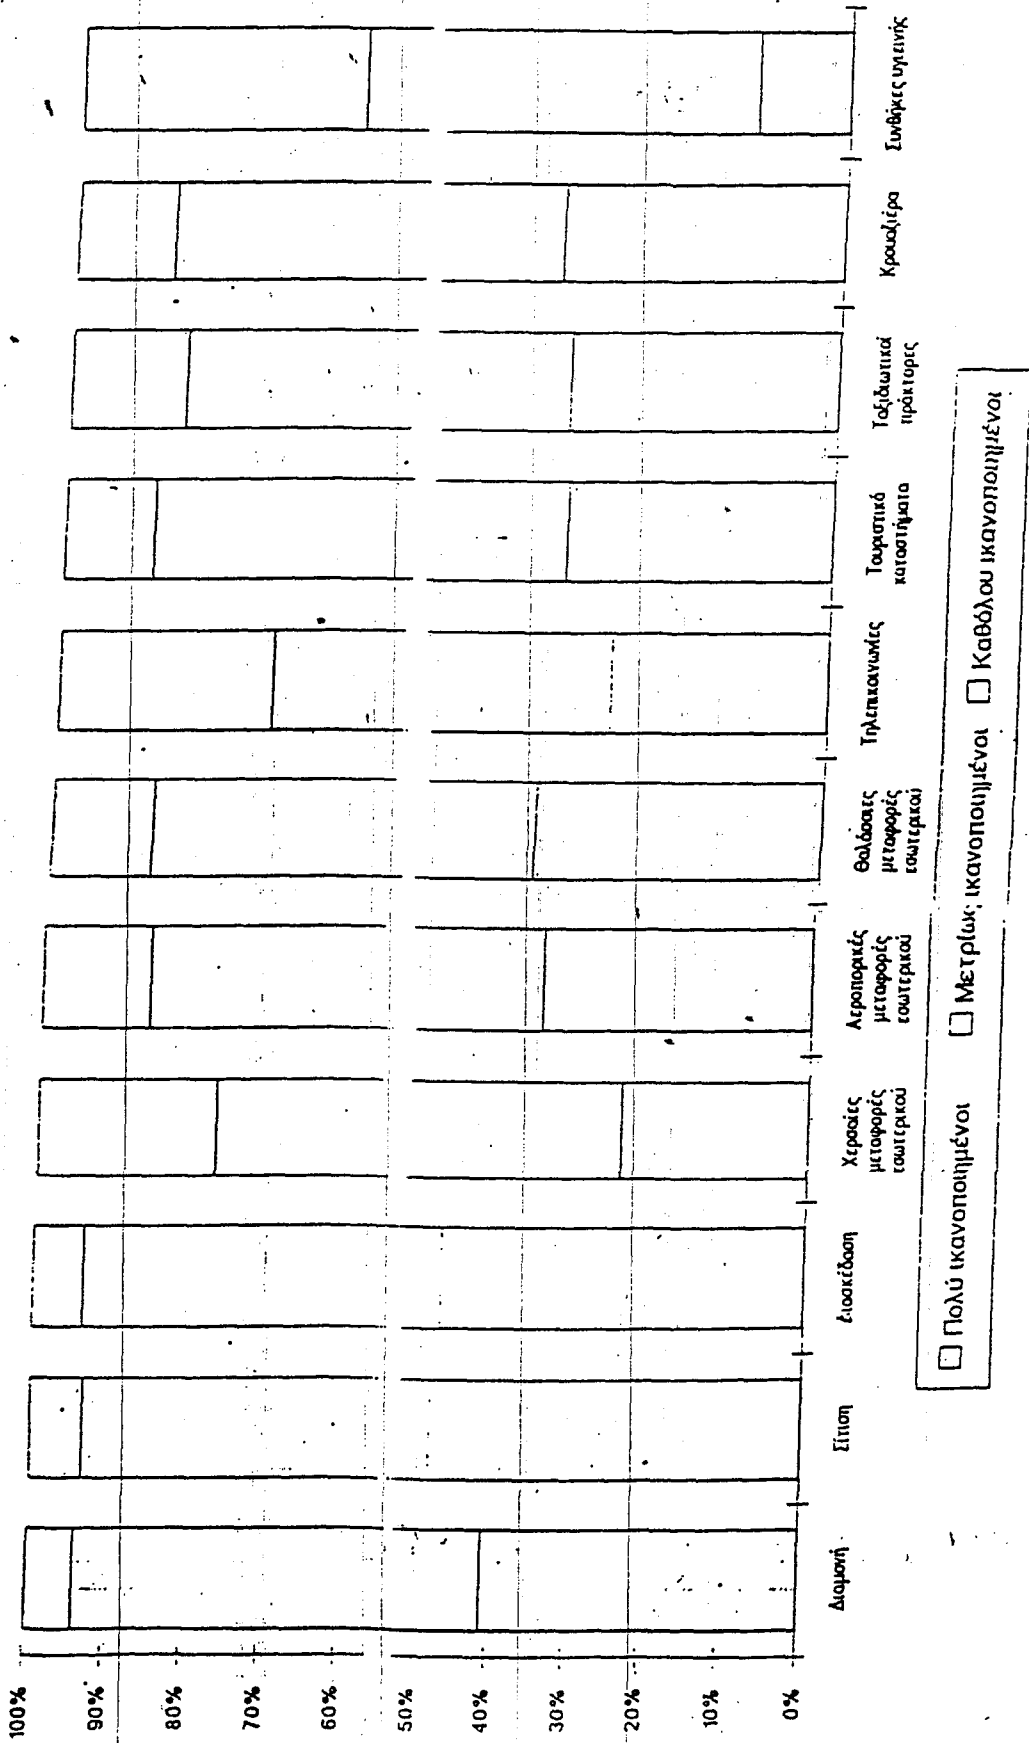 100%
90%
80%
70%
60%
50%
40%
30%
20%
10%
0%
Διαμονή
Σίτιση
Διασκέδαση
Χερσαίες
μεταφορές
εσωτερικού
Αεροπορικές
μεταφορές
εσωτερικού
Θαλάσσιες
μεταφορές
εσωτερικού
Τηλεπικοινωνίες
Τουριστικά
καταστήματα
Ταξιδιωτικοί
πράκτορες
Κρουαζιέρα
Συνθήκες υγιεινής
Πολύ ικανοποιημένοι
Μετρίως ικανοποιημένοι
Καθόλου ικανοποιημένοι